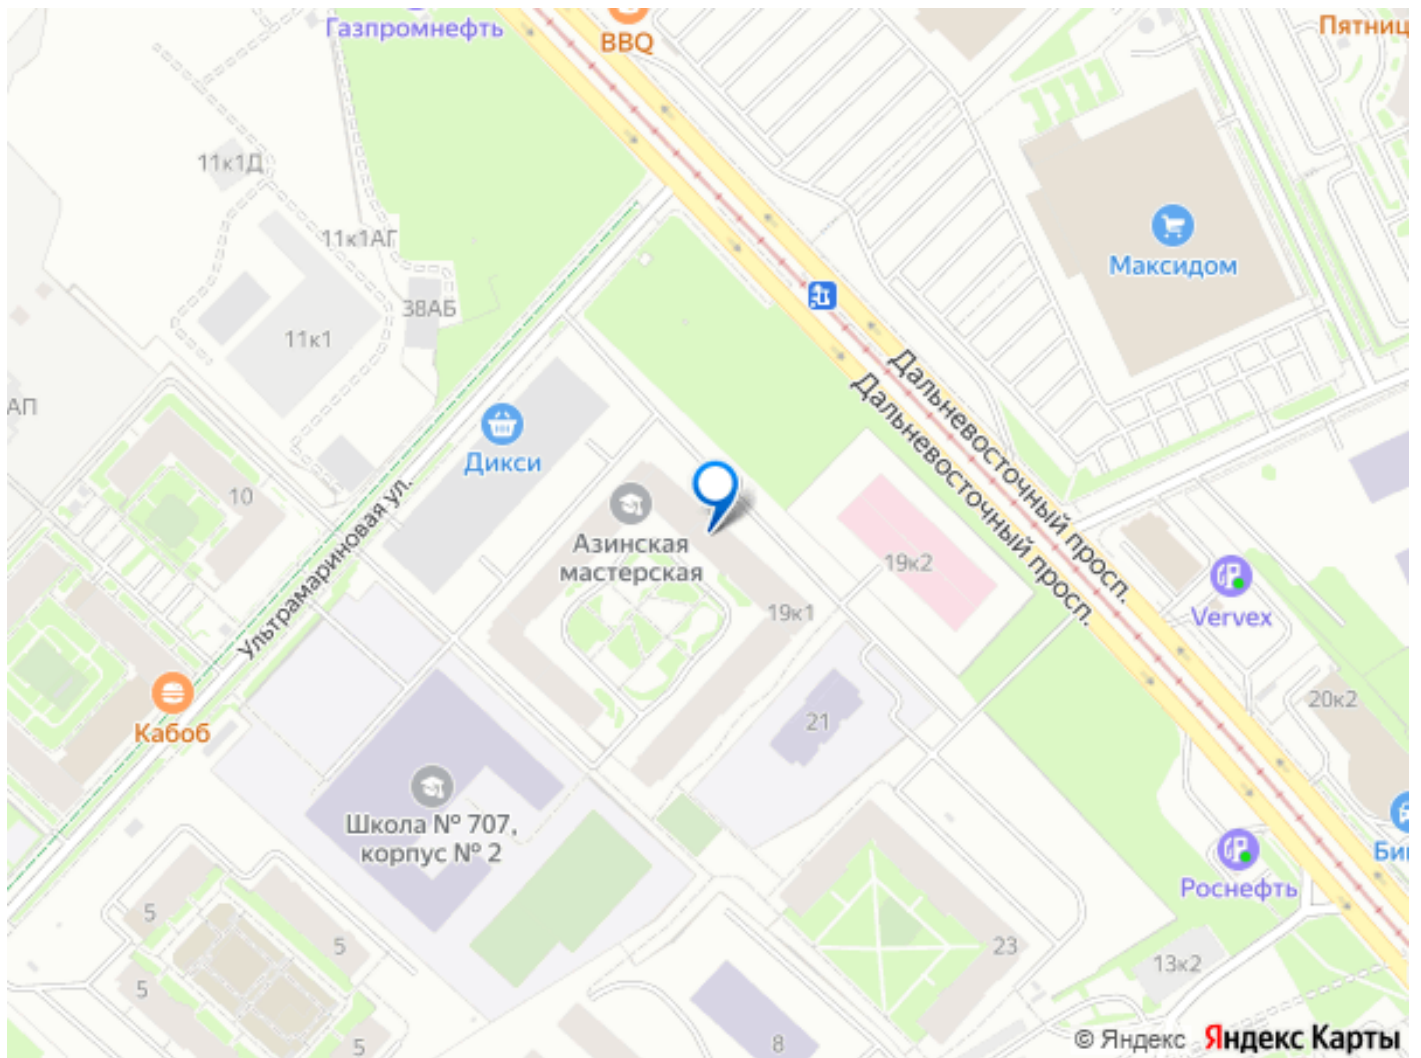 Газпромнефть
BBQ
Пятниц
11к1Д
11к1АГ
38АБ
11к1
Максидом
АП
Дикси
10
Ультрамариновая ул.
Дальневосточный просп.
Дальневосточный просп.
Азинская
мастерская
19к2
19к1
Vervex
Кабоб
21
20к2
Школа № 707,
корпус № 2
Би
Роснефть
5
5
5
5
23
13к2
8
© Яндекс Яндекс Карты